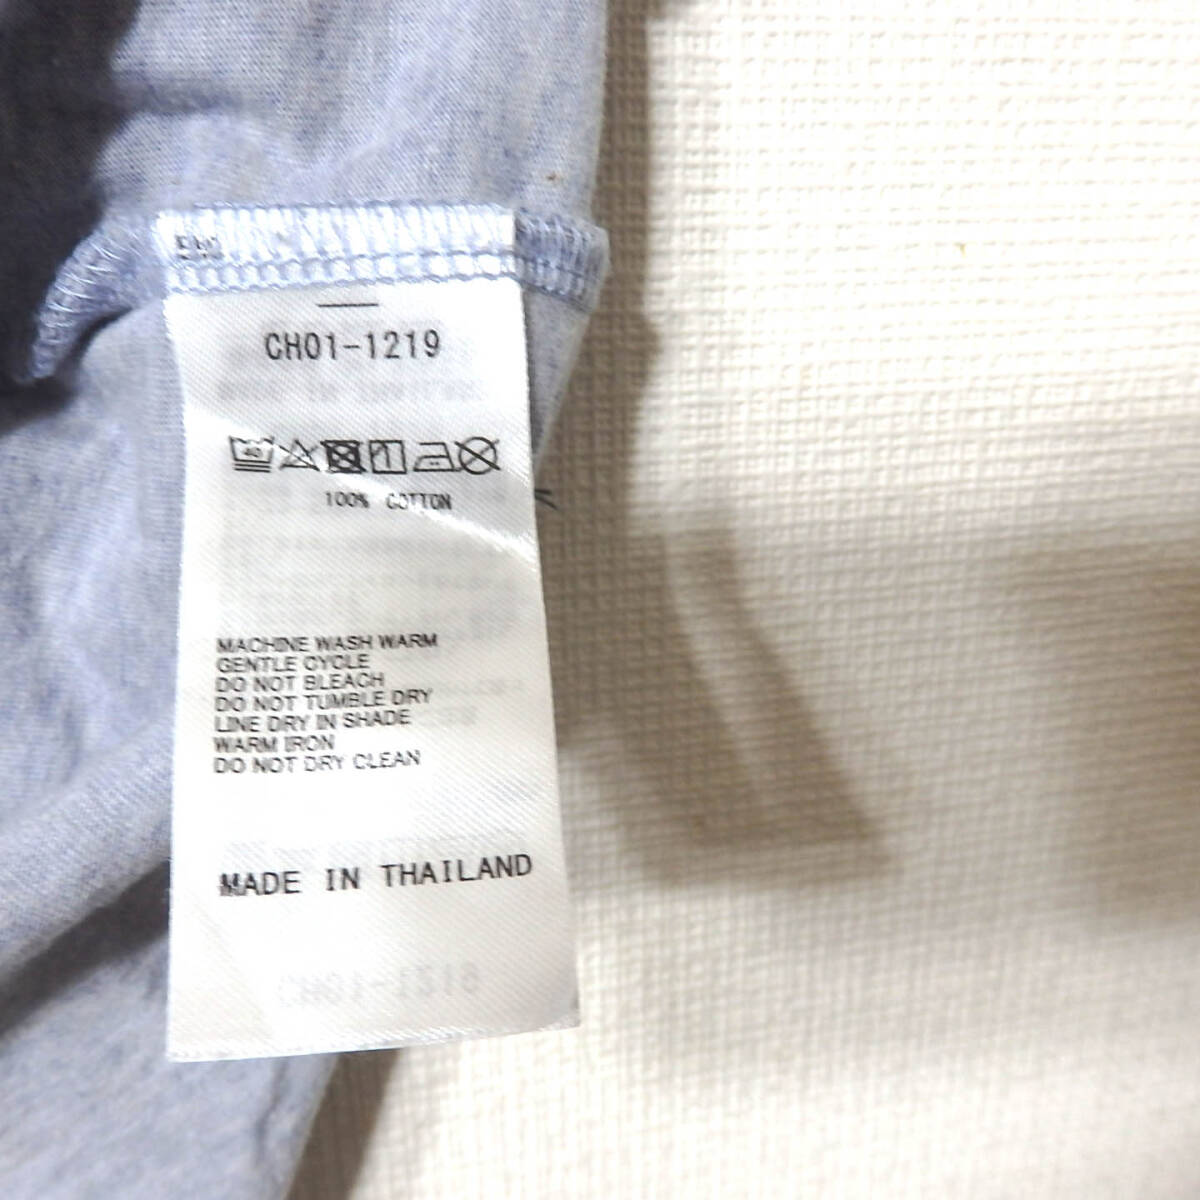 CH01-1219
40
100% COTTON
MACHINE WASH WARM
GENTLE CYCLE
DO NOT BLEACH
DO NOT TUMBLE DRY
LINE DRY IN SHADE
WARM IRON
DO NOT DRY CLEAN
MADE IN THAILAND